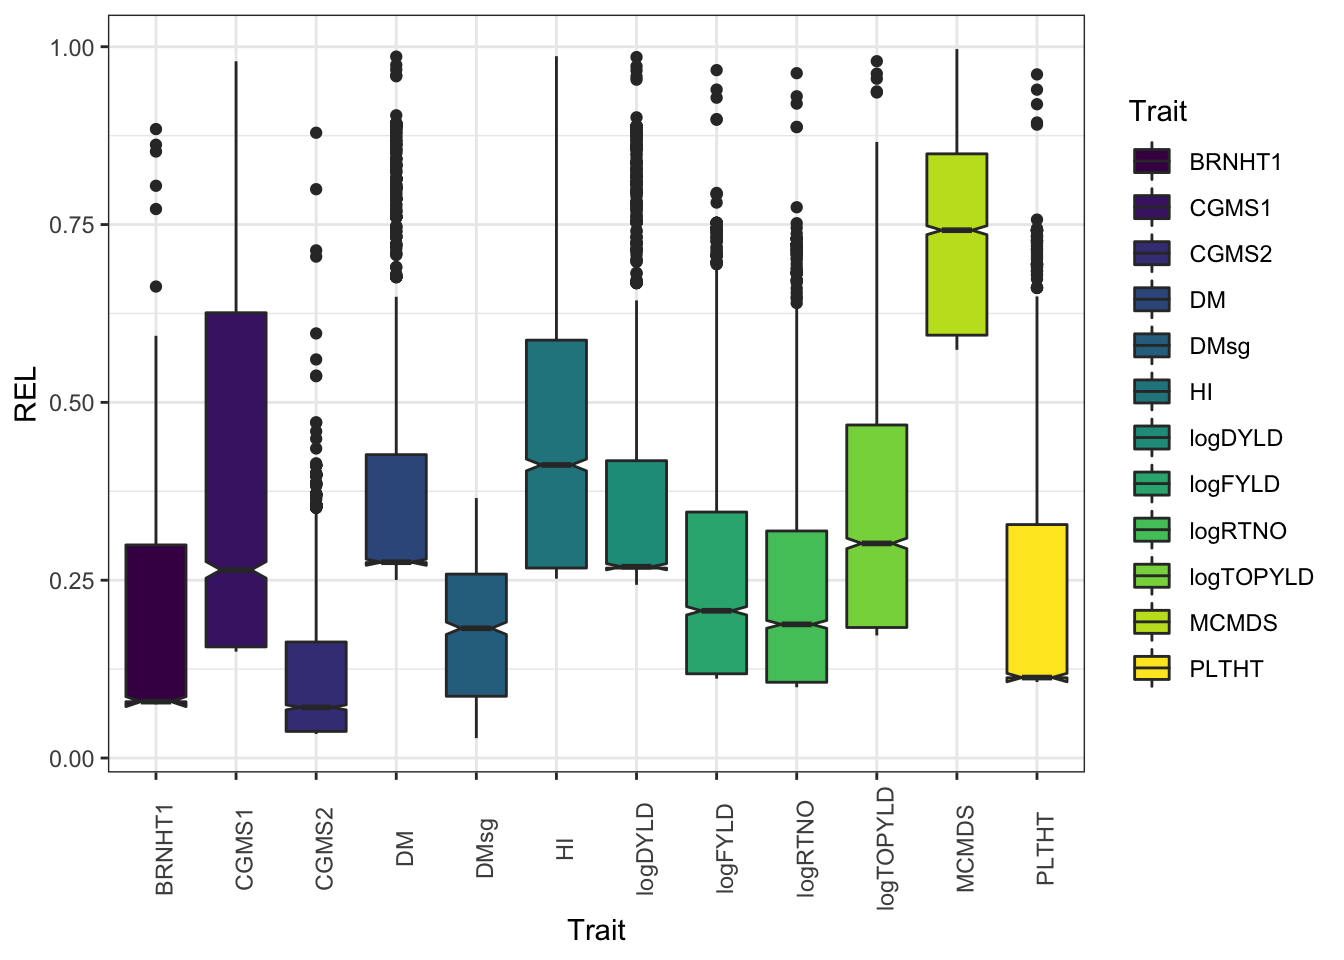 REL
1.00
0.75
0.50
0.25
0.00
BRNHT1
CGMS1
CGMS2
DM
DMsg
HI
logDYLD
logFYLD
logRTNO
logTOPYLD
MCMDS
PLTHT
Trait
Trait
BRNHT1
CGMS1
CGMS2
DM
DMsg
HI
logDYLD
logFYLD
logRTNO
logTOPYLD
MCMDS
PLTHT